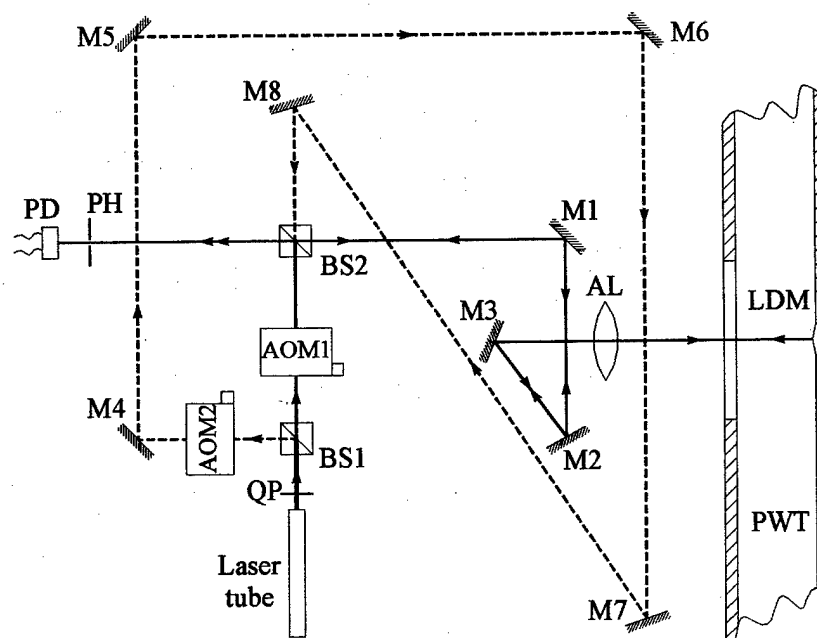 M5
M6
M8
PD
PH
M1
BS2
AL
LDM
M3
AOM1
M4
AOM2
BS1
M2
QP
PWT
Laser
tube
M7